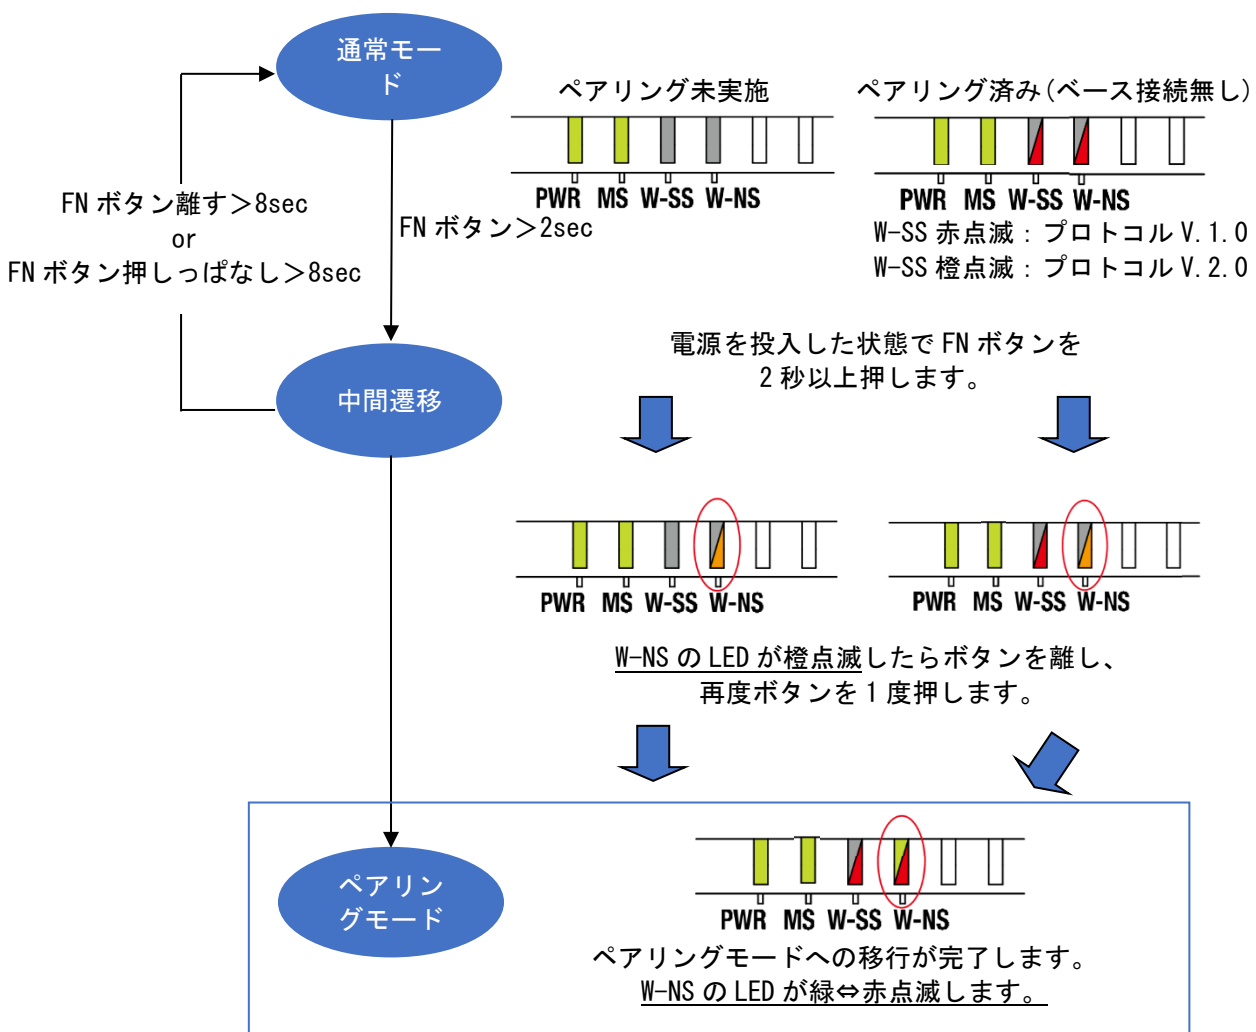 通常モー
ド
ペアリング未実施
ペアリング済み(ベース接続無し)
PWR MS W-SS W-NS
PWR MS W-SS W-NS
W-SS 赤点滅：プロトコル V.1.0
W-SS 橙点滅：プロトコル V.2.0
FN ボタン離す＞8sec
or
FN ボタン押しっぱなし＞8sec
FN ボタン＞2sec
電源を投入した状態で FN ボタンを
2 秒以上押します。
中間遷移
PWR MS W-SS W-NS
PWR MS W-SS W-NS
W-NS の LED が橙点滅したらボタンを離し、
再度ボタンを 1 度押します。
ペアリン
グモード
PWR MS W-SS W-NS
ペアリングモードへの移行が完了します。
W-NS の LED が緑⇔赤点滅します。